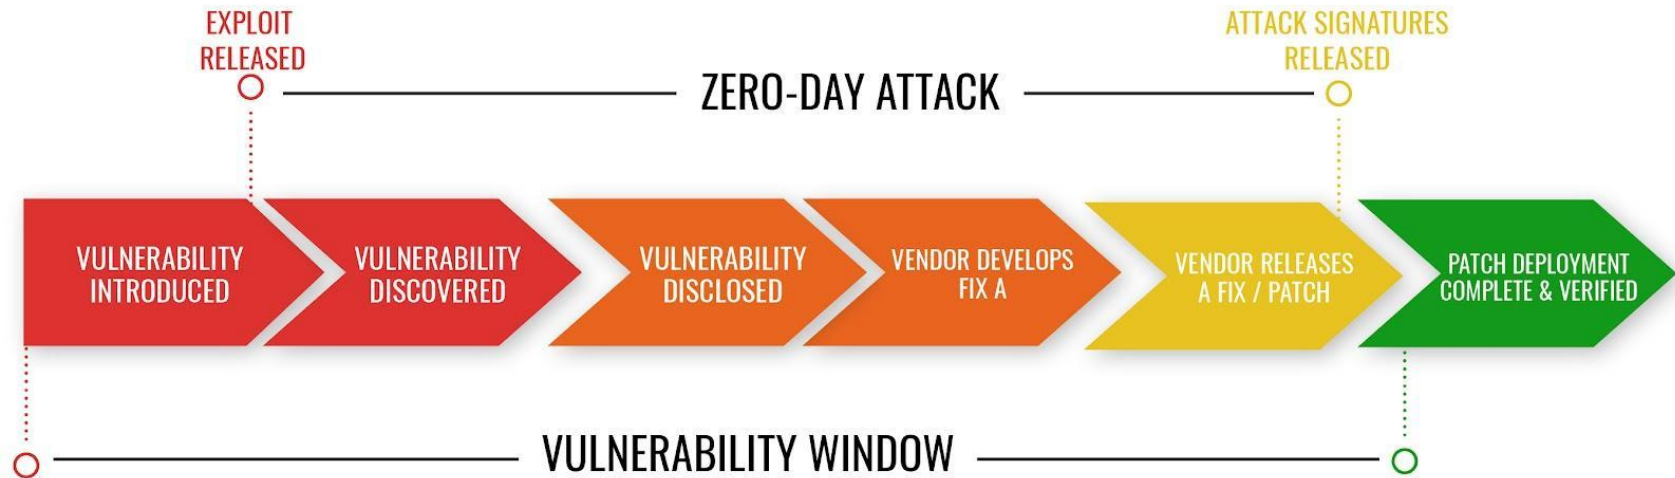 EXPLOIT
RELEASED
ATTACK SIGNATURES
RELEASED
ZERO-DAY ATTACK
VULNERABILITY
INTRODUCED
VULNERABILITY
DISCOVERED
VULNERABILITY
DISCLOSED
VENDOR DEVELOPS
FIX A
VENDOR RELEASES
A FIX / PATCH
PATCH DEPLOYMENT
COMPLETE & VERIFIED
VULNERABILITY WINDOW